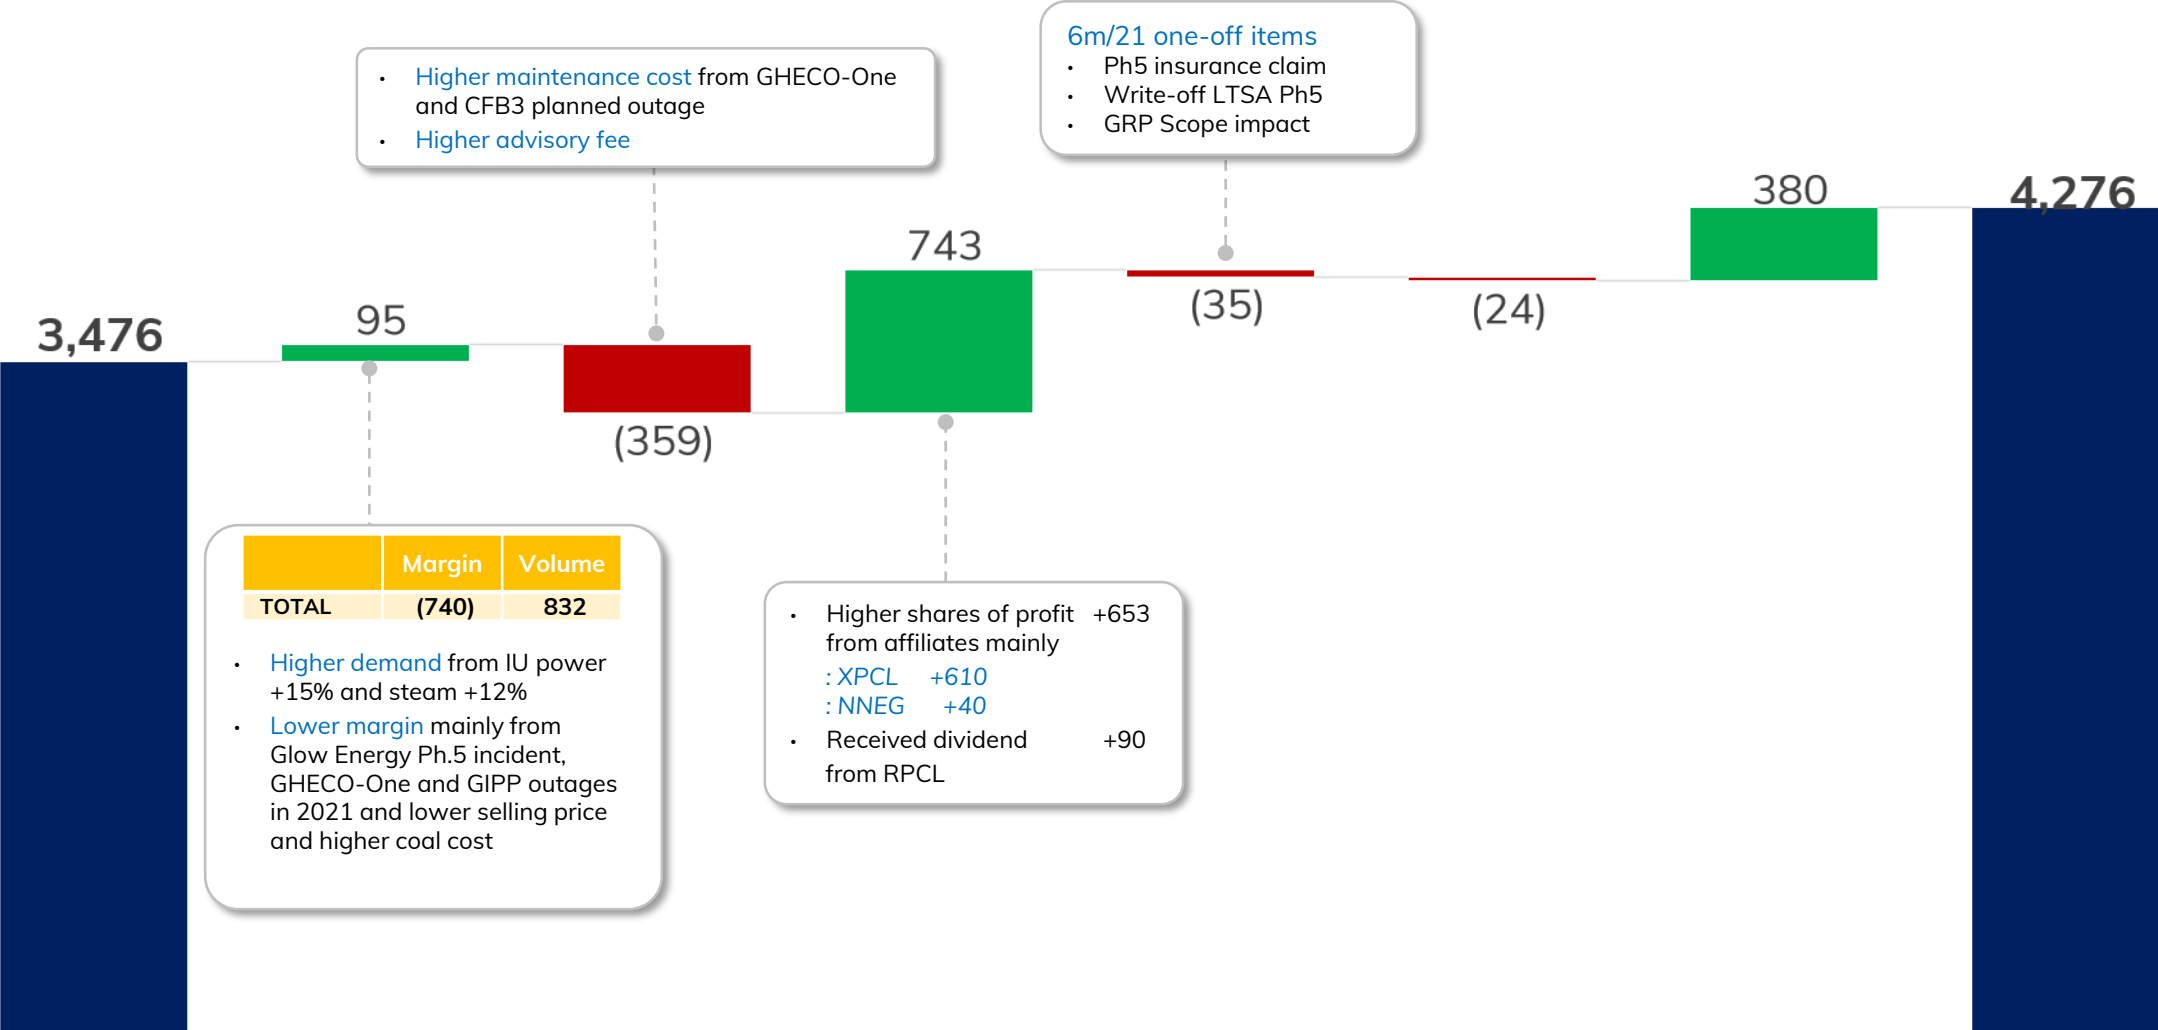 6m/21 one-off items
• Ph5 insurance claim
• Write-off LTSA Ph5
• GRP Scope impact
• Higher maintenance cost from GHECO-One
and CFB3 planned outage
• Higher advisory fee
3,476
95
(359)
743
(35)
(24)
380
4,276
Margin Volume
TOTAL (740) 832
• Higher demand from IU power
+15% and steam +12%
• Lower margin mainly from
Glow Energy Ph.5 incident,
GHECO-One and GIPP outages
in 2021 and lower selling price
and higher coal cost
• Higher shares of profit +653
from affiliates mainly
: XPCL +610
: NNEG +40
• Received dividend +90
from RPCL